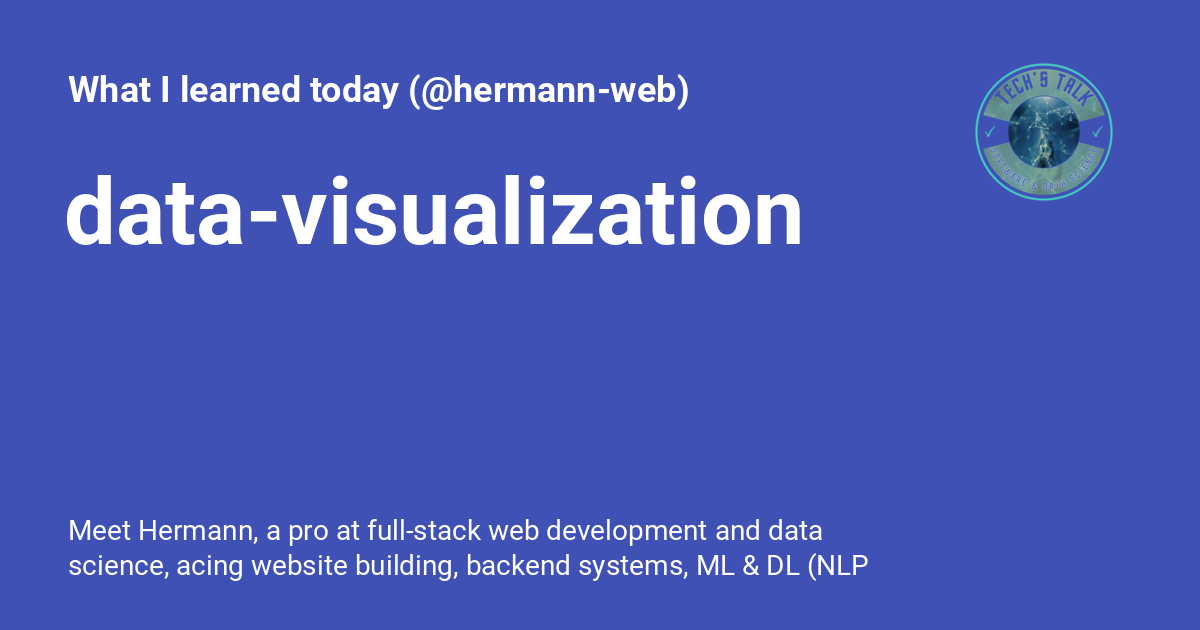 What I learned today (@hermann-web)
TECH'S TALK
SOFTWARE & DATA SCIENCE
data-visualization
Meet Hermann, a pro at full-stack web development and data
science, acing website building, backend systems, ML & DL (NLP